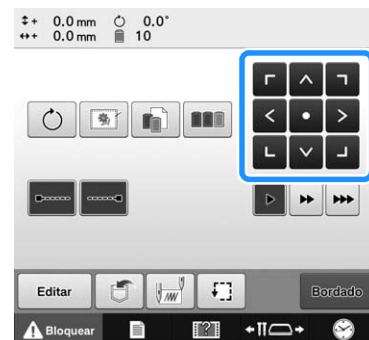 + 0.0 mm 0.0°
+ 0.0 mm 10
Editar
Bordado
Bloquear
[?]